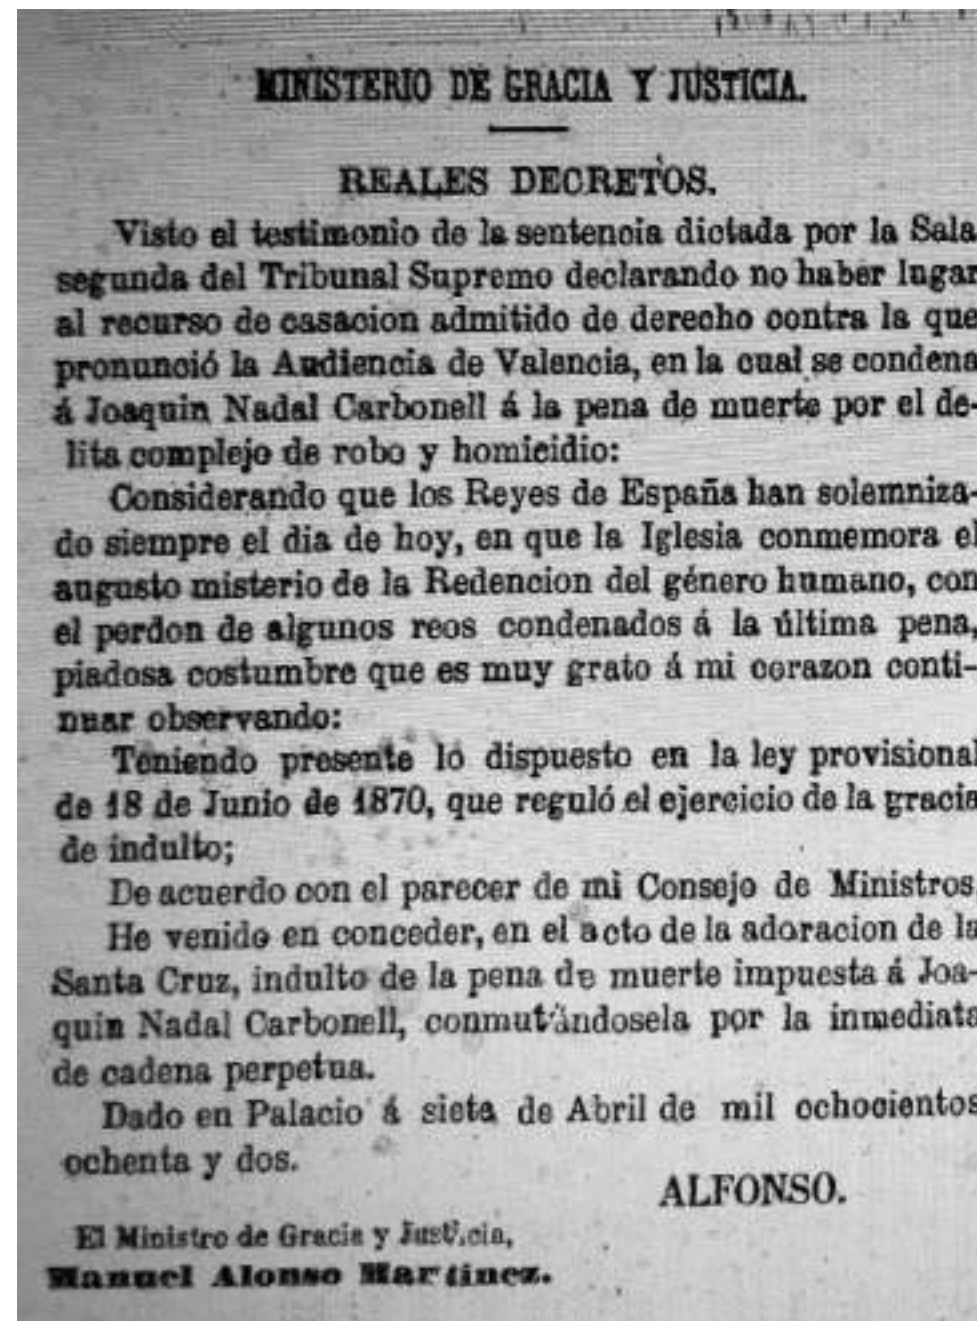 MINISTERIO DE GRACIA Y JUSTICIA.
REALES DECRETOS.
Visto el testimonio de la sentencia dictada por la Sala
segunda del Tribunal Supremo declarando no haber lugar
al recurso de casacion admitido de derecho contra la que
pronunció la Audiencia de Valencia, en la cual se condena
á Joaquin Nadal Carbonell á la pena de muerte por el de-
lita complejo de robo y homicidio:
Considerando que los Reyes de España han solemniza-
do siempre el dia de hoy, en que la Iglesia conmemora el
augusto misterio de la Redencion del género humano, con
el perdon de algunos reos condenados á la última pena,
piadosa costumbre que es muy grato á mi corazon conti-
nuar observando:
Teniendo presente lo dispuesto en la ley provisional
de 18 de Junio de 1870, que reguló el ejercicio de la gracia
de indulto;
De acuerdo con el parecer de mi Consejo de Ministros
He venido en conceder, en el acto de la adoracion de la
Santa Cruz, indulto de la pena de muerte impuesta á Joa-
quin Nadal Carbonell, conmutándosela por la inmediata
de cadena perpetua.
Dado en Palacio á siete de Abril de mil ochocientos
ochenta y dos.
ALFONSO.
El Ministro de Gracia y Justicia,
Manuel Alonso Martinez.